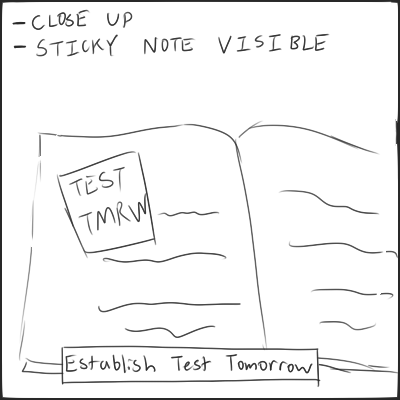 - CLOSE UP
- STICKY NOTE VISIBLE
TEST
TMRW
Establish Test Tomorrow